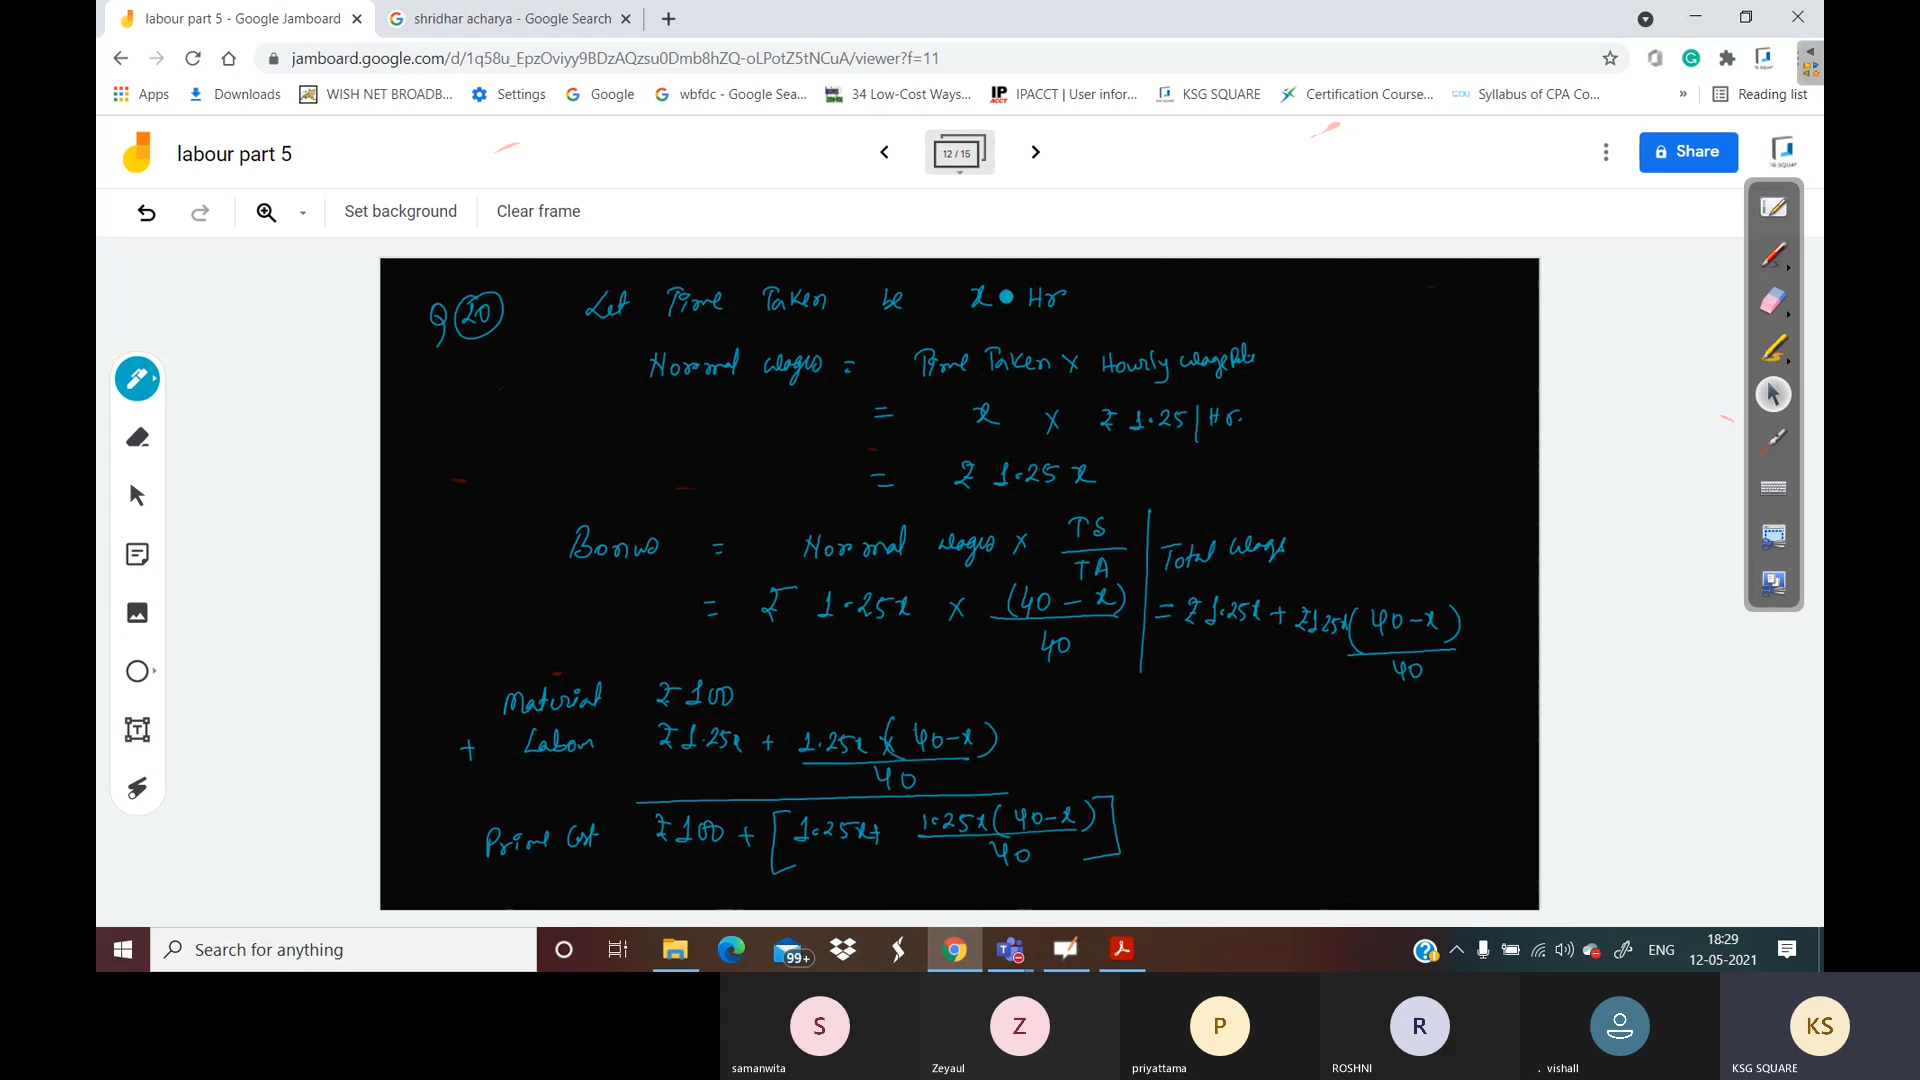 labour part 5 - Google Jamboard
shridhar acharya - Google Search
jamboard.google.com/d/1q58u_EpzOviyy9BDzAQzsu0Dmb8hZQ-oLPotZ5tNCuA/viewer?f=11
Apps Downloads WISH NET BROADB... Settings Google wbfdc - Google Sea... 34 Low-Cost Ways... IPACCT | User infor... KSG SQUARE Certification Course... Syllabus of CPA Co... » Reading list
labour part 5
12 / 15
Share
Set background Clear frame
Q 20 Let Time Taken be x Hr
Normal wages = Time Taken × Hourly wage Rate
= x × ₹ 1.25 | Hr.
= ₹ 1.25 x
Bonus = Normal wages × TS / TA
= ₹ 1.25x × (40 - x) / 40
Total wages
= ₹ 1.25x + ₹1.25x (40-x) / 40
Material ₹ 100
+ Labour ₹ 1.25x + 1.25x × (40-x) / 40
Prime Cost ₹ 100 + [ 1.25x + 1.25x (40-x) / 40 ]
Search for anything
99+
ENG
18:29
12-05-2021
S
Z
P
R
KS
samanwita
Zeyaul
priyattama
ROSHNI
. vishall
KSG SQUARE